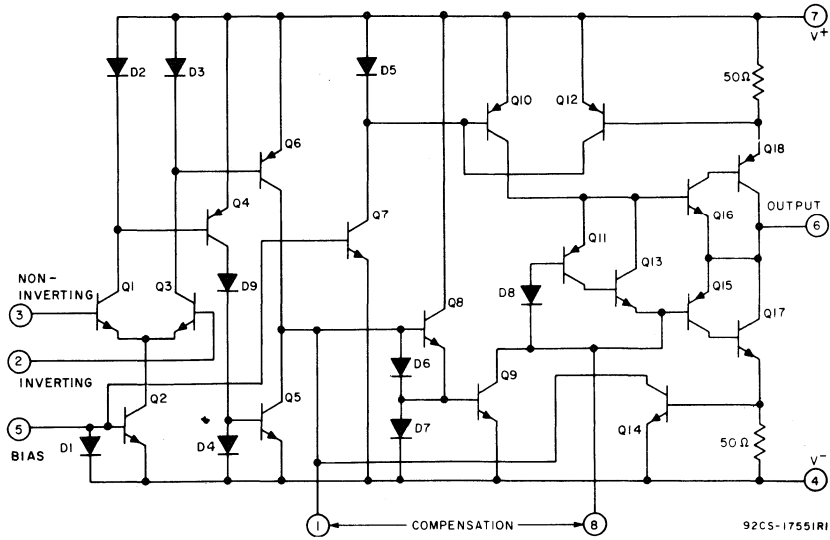 7
V+
D2
D3
D5
50Ω
Q10
Q12
Q6
Q18
Q4
OUTPUT
6
Q16
Q7
Q11
NON-
INVERTING
Q1
Q3
D9
Q8
D8
Q13
Q15
3
Q17
2
D6
INVERTING
Q2
Q5
Q9
5
D7
Q14
BIAS
D1
D4
50Ω
V-
4
1
COMPENSATION
8
92CS-17551R1